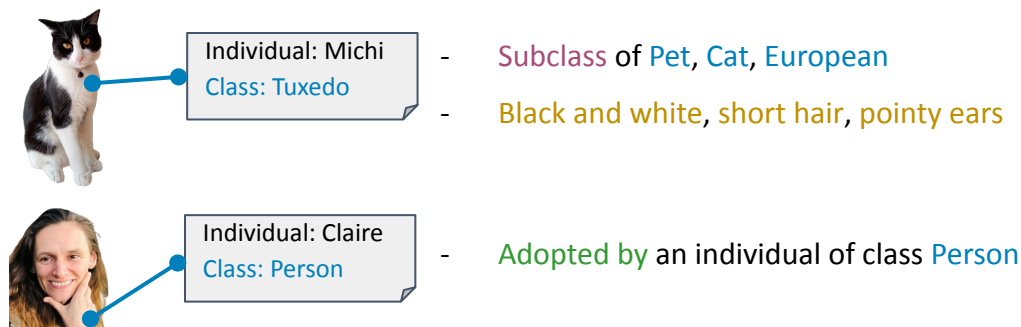 Individual: Michi
Class: Tuxedo
- Subclass of Pet, Cat, European
- Black and white, short hair, pointy ears
Individual: Claire
Class: Person
- Adopted by an individual of class Person